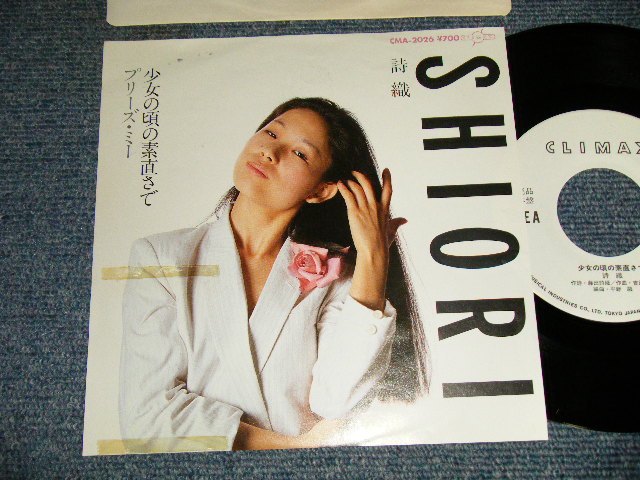 CMA-2026 ¥700
詩織
SHIORI
少女の頃の素直さで
プリーズ・ミー
CLIMAX
EA
少女の頃の素直さで
詩織